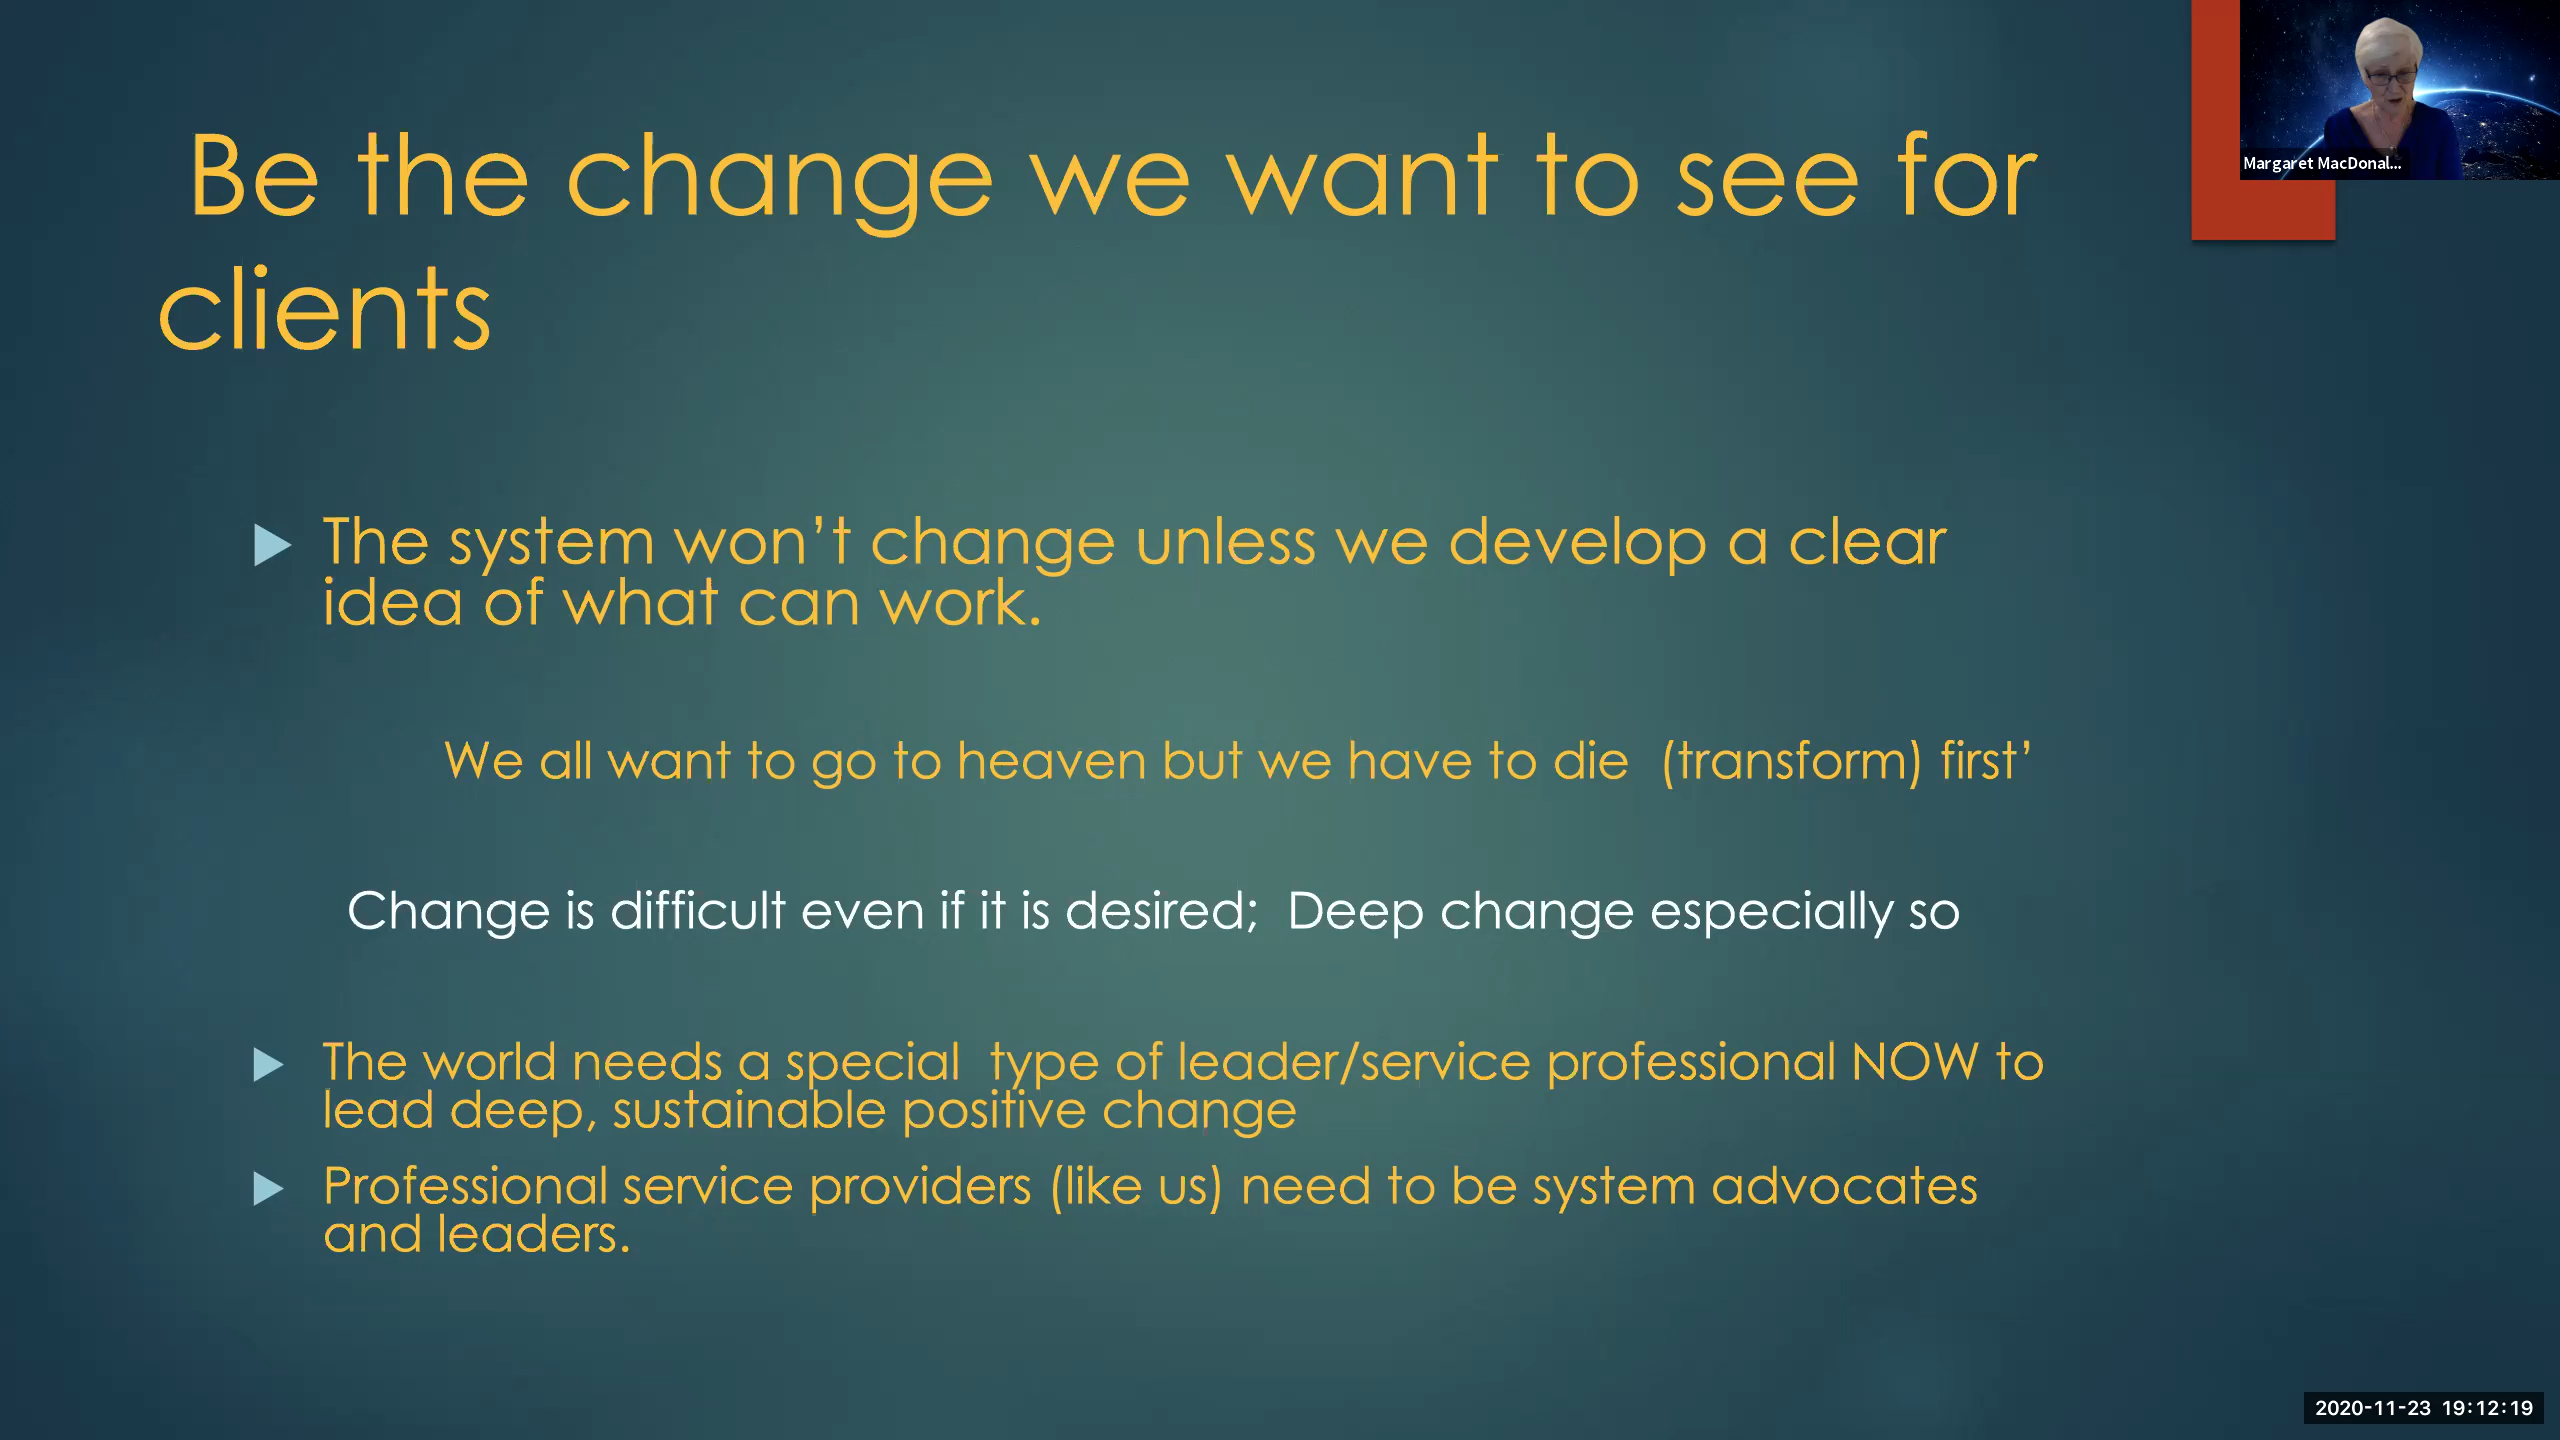 Be the change we want to see for
clients
Margaret MacDonal...
The system won’t change unless we develop a clear
idea of what can work.
We all want to go to heaven but we have to die  (transform) first’
Change is difficult even if it is desired;  Deep change especially so
The world needs a special  type of leader/service professional NOW to
lead deep, sustainable positive change
Professional service providers (like us) need to be system advocates
and leaders.
2020-11-23  19:12:19